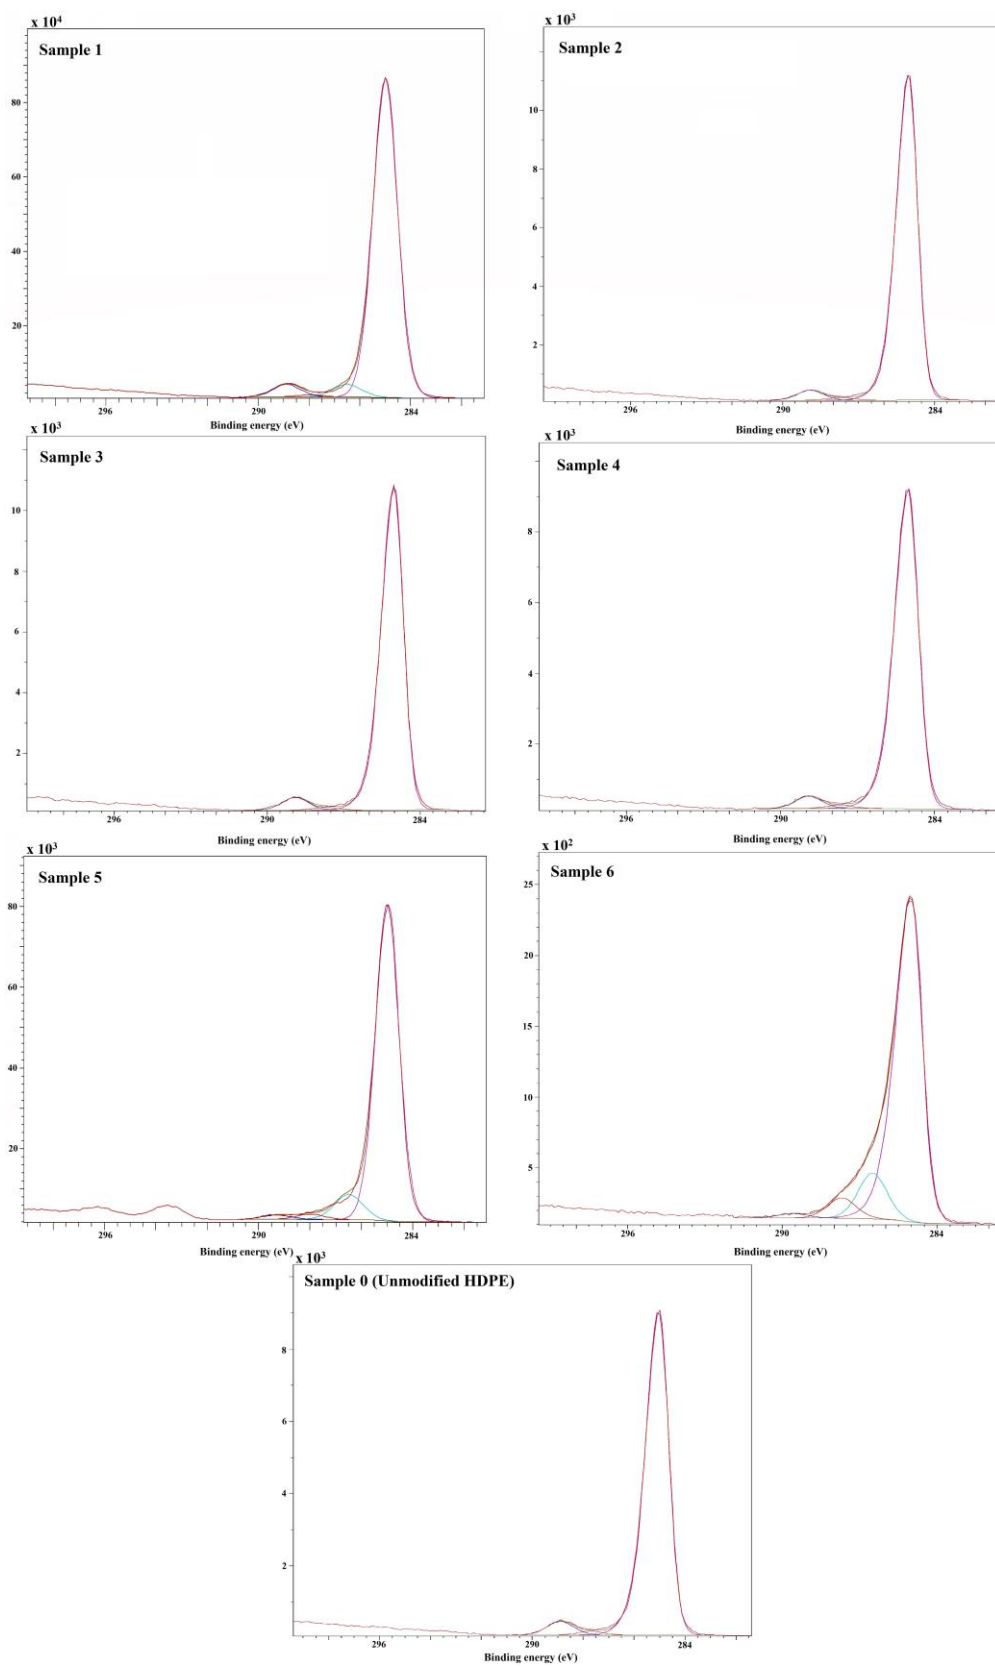 x 10⁴
Sample 1
80
60
40
20
296 290 284
Binding energy (eV)
x 10³
Sample 2
10
8
6
4
2
296 290 284
Binding energy (eV)
x 10³
Sample 3
10
8
6
4
2
296 290 284
Binding energy (eV)
x 10³
Sample 4
8
6
4
2
296 290 284
Binding energy (eV)
x 10³
Sample 5
80
60
40
20
296 290 284
Binding energy (eV)
x 10²
Sample 6
25
20
15
10
5
296 290 284
Binding energy (eV)
x 10³
Sample 0 (Unmodified HDPE)
8
6
4
2
296 290 284
Binding energy (eV)